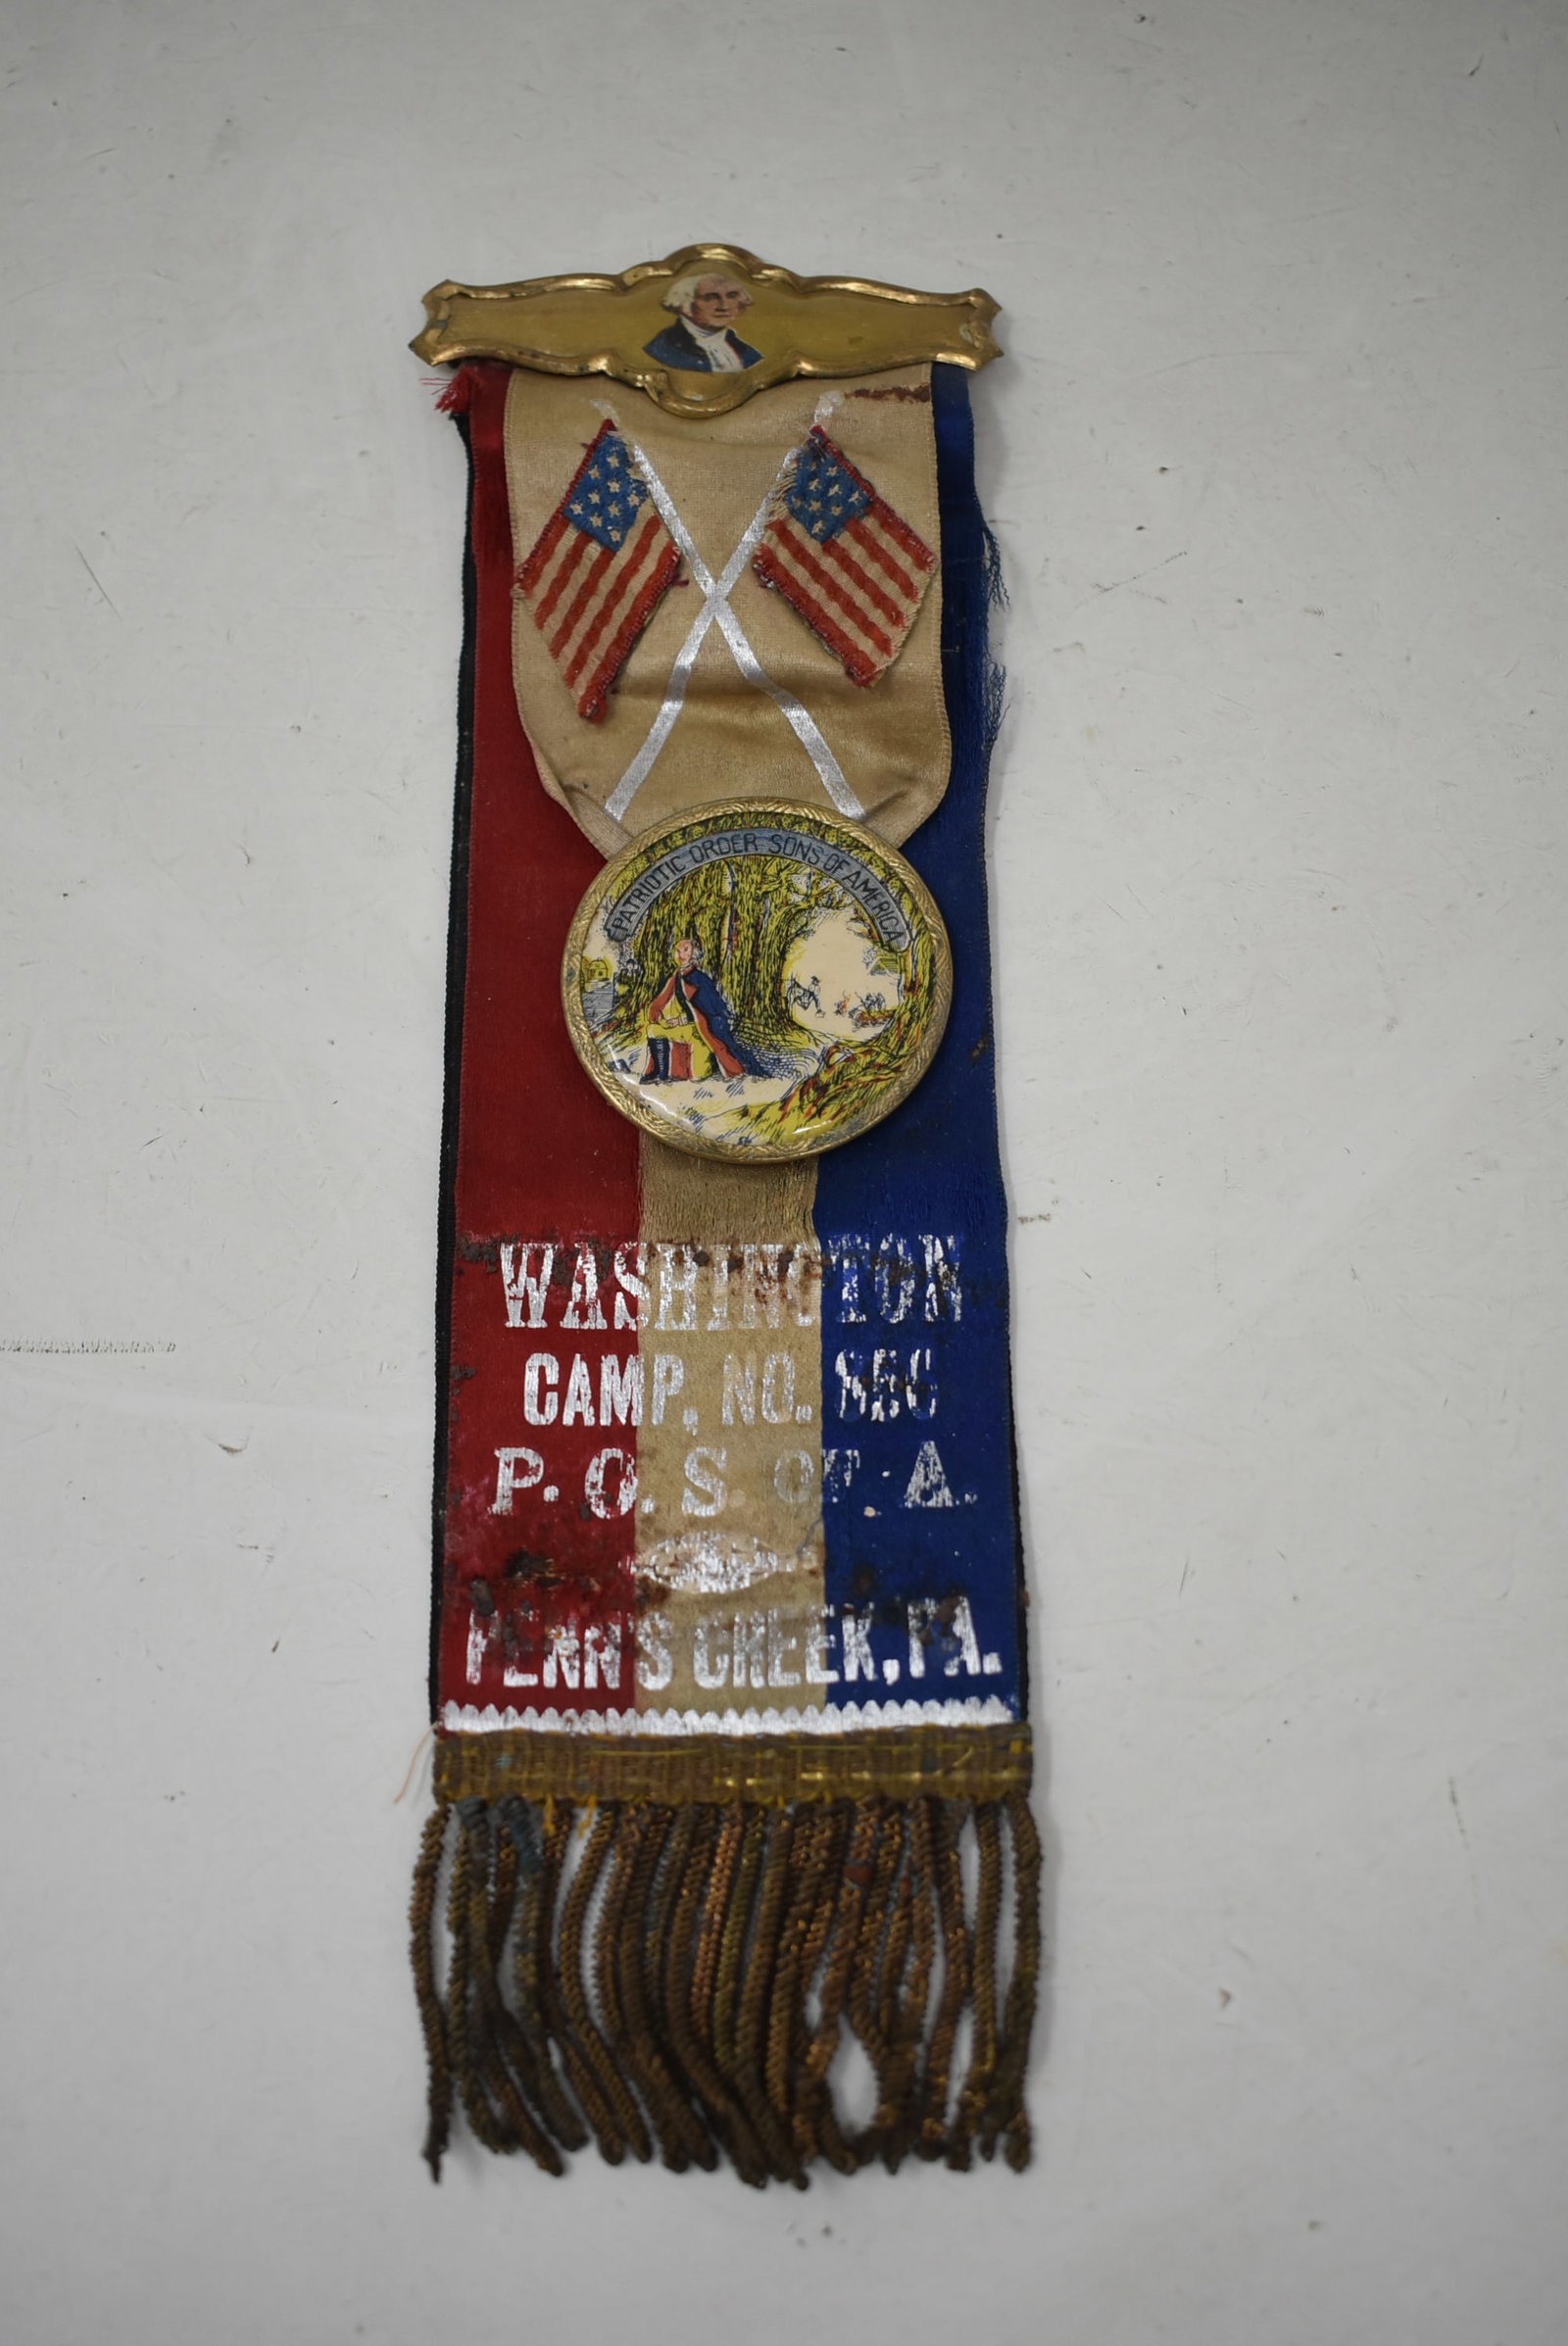 PATRIOTIC ORDER SONS OF AMERICA
WASHINGTON
CAMP, NO.
P. O. S. OF A.
PENN'S CREEK, PA.